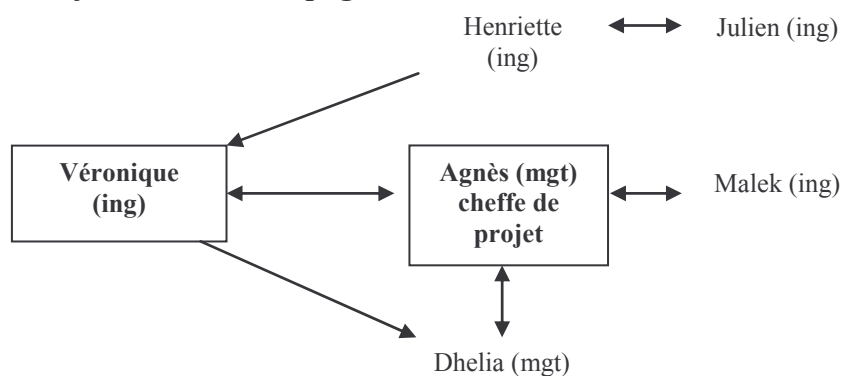 Henriette
(ing)
Julien (ing)
Véronique
(ing)
Agnès (mgt)
cheffe de
projet
Malek (ing)
Dhelia (mgt)